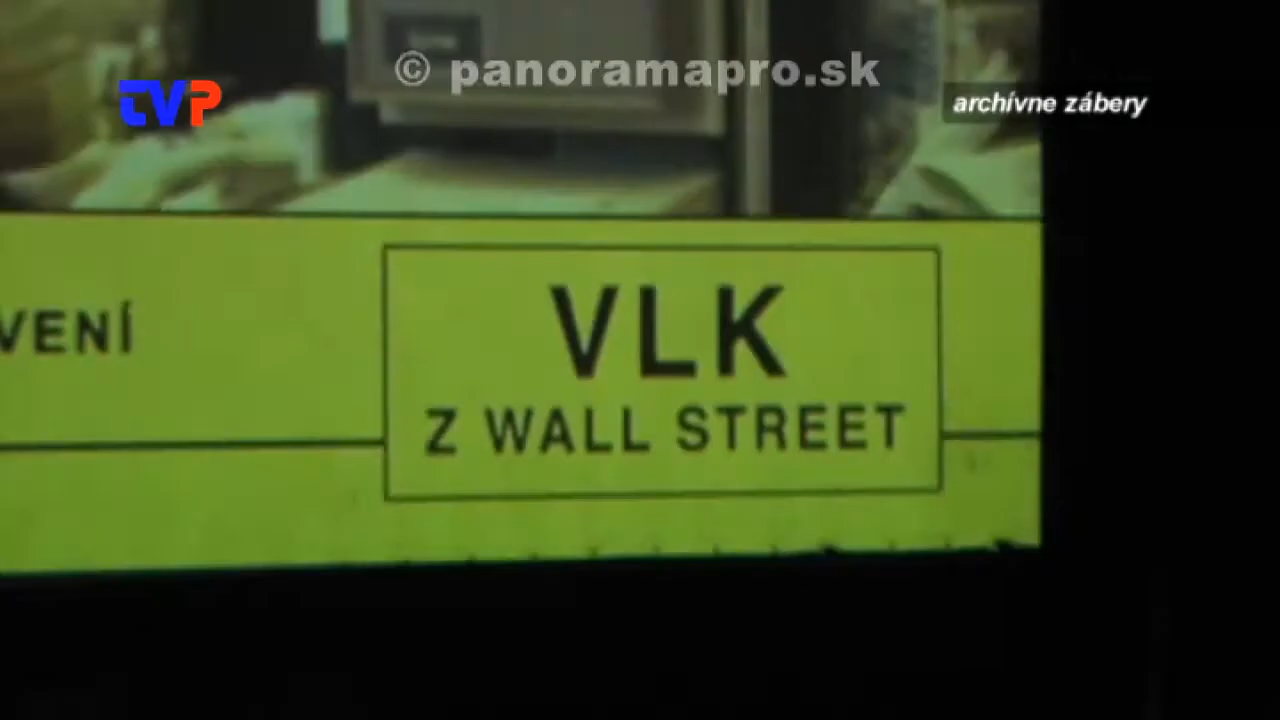 © panoramapro.sk
TVP
archívne zábery
VENÍ
VLK
Z WALL STREET